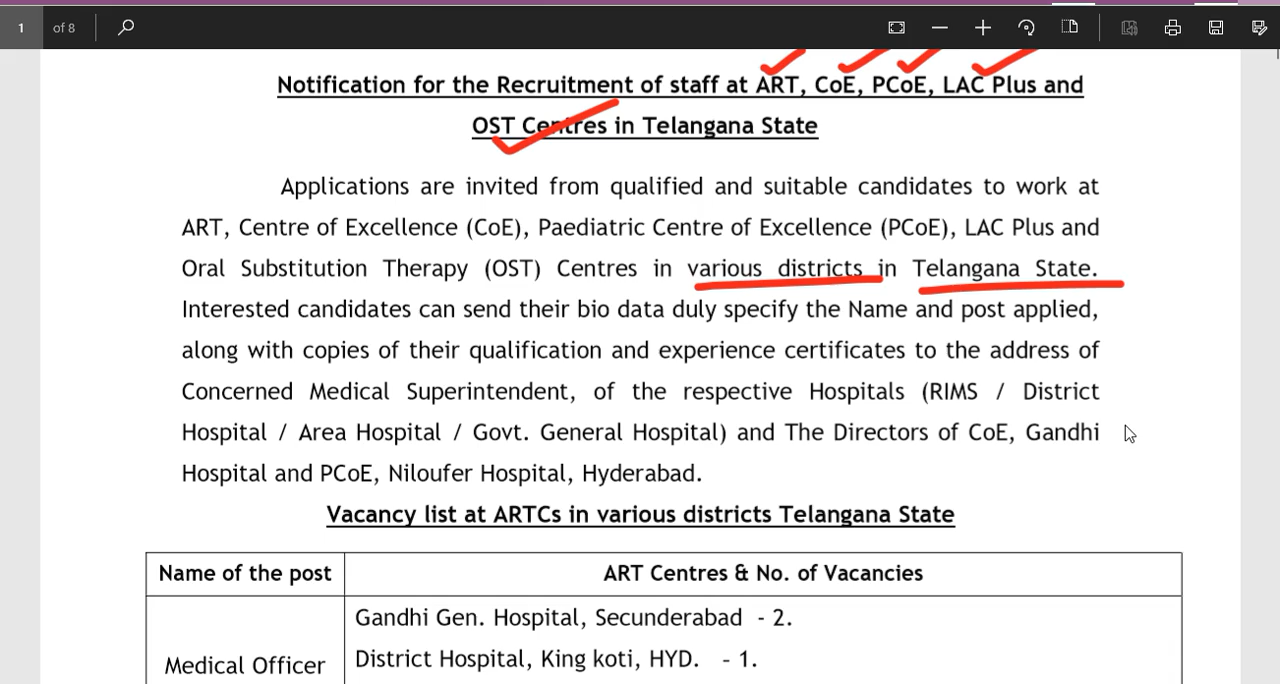 1 of 8
Notification for the Recruitment of staff at ART, CoE, PCoE, LAC Plus and
OST Centres in Telangana State
Applications are invited from qualified and suitable candidates to work at
ART, Centre of Excellence (CoE), Paediatric Centre of Excellence (PCoE), LAC Plus and
Oral Substitution Therapy (OST) Centres in various districts in Telangana State.
Interested candidates can send their bio data duly specify the Name and post applied,
along with copies of their qualification and experience certificates to the address of
Concerned Medical Superintendent, of the respective Hospitals (RIMS / District
Hospital / Area Hospital / Govt. General Hospital) and The Directors of CoE, Gandhi
Hospital and PCoE, Niloufer Hospital, Hyderabad.
Vacancy list at ARTCs in various districts Telangana State
Name of the post ART Centres & No. of Vacancies
Gandhi Gen. Hospital, Secunderabad - 2.
Medical Officer District Hospital, King koti, HYD. - 1.